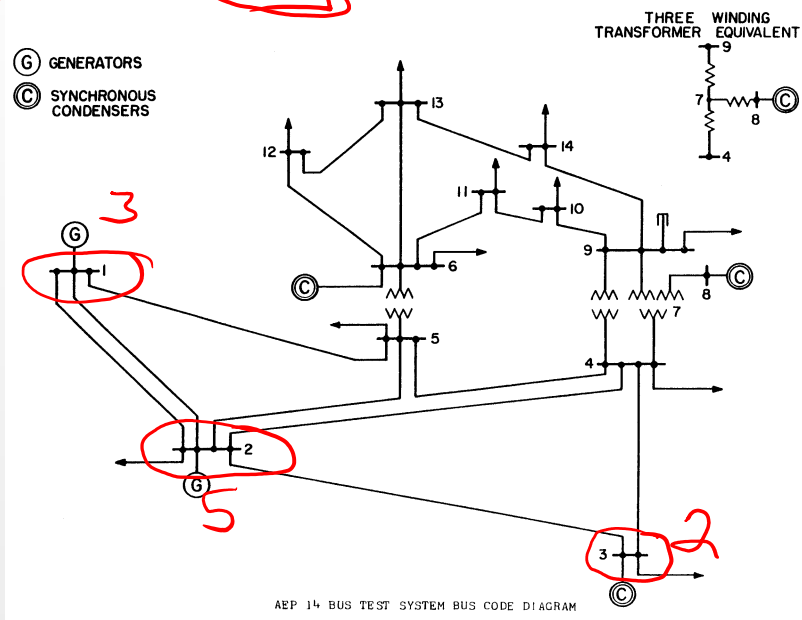 THREE WINDING
TRANSFORMER EQUIVALENT
9
7
8
C
4
G GENERATORS
C SYNCHRONOUS
CONDENSERS
13
12
14
11
10
3
G
1
6
C
9
8
C
7
5
4
2
G
5
3
2
C
AEP 14 BUS TEST SYSTEM BUS CODE DIAGRAM